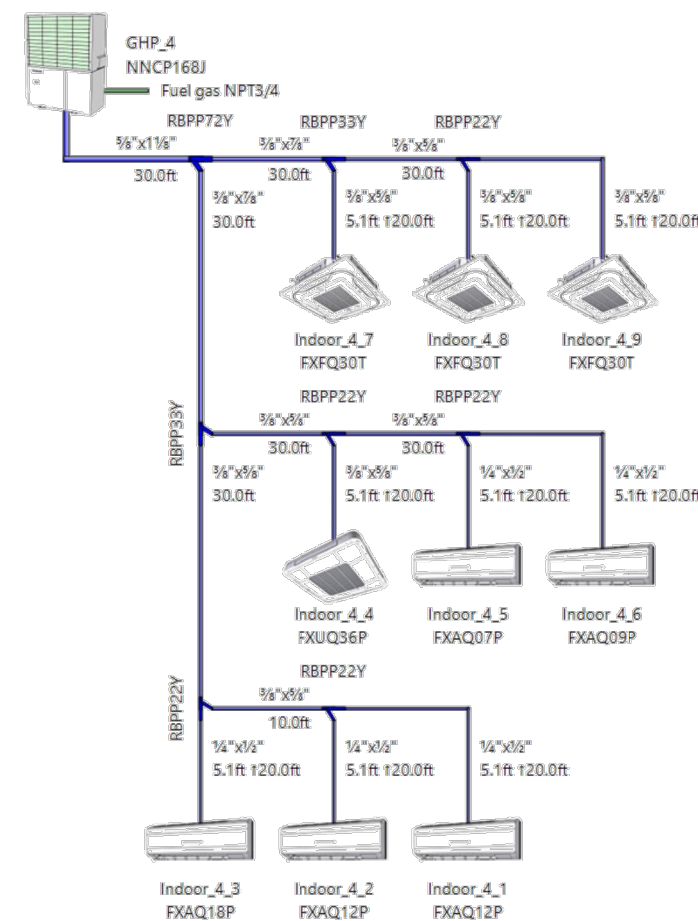 GHP_4
NNCP168J
Fuel gas NPT3/4
RBPP72Y RBPP33Y RBPP22Y
⅝"x1⅛" ⅜"x⅞" ⅜"x⅝"
30.0ft 30.0ft 30.0ft
⅜"x⅞" ⅜"x⅝" ⅜"x⅝" ⅜"x⅝"
30.0ft 5.1ft ↑20.0ft 5.1ft ↑20.0ft 5.1ft ↑20.0ft
Indoor_4_7 Indoor_4_8 Indoor_4_9
FXFQ30T FXFQ30T FXFQ30T
RBPP22Y RBPP22Y
RBPP33Y
⅜"x⅝" ⅜"x⅝"
30.0ft 30.0ft
⅜"x⅝" ⅜"x⅝" ¼"x½" ¼"x½"
30.0ft 5.1ft ↑20.0ft 5.1ft ↑20.0ft 5.1ft ↑20.0ft
Indoor_4_4 Indoor_4_5 Indoor_4_6
FXUQ36P FXAQ07P FXAQ09P
RBPP22Y
RBPP22Y
⅜"x⅝"
10.0ft
¼"x½" ¼"x½" ¼"x½"
5.1ft ↑20.0ft 5.1ft ↑20.0ft 5.1ft ↑20.0ft
Indoor_4_3 Indoor_4_2 Indoor_4_1
FXAQ18P FXAQ12P FXAQ12P